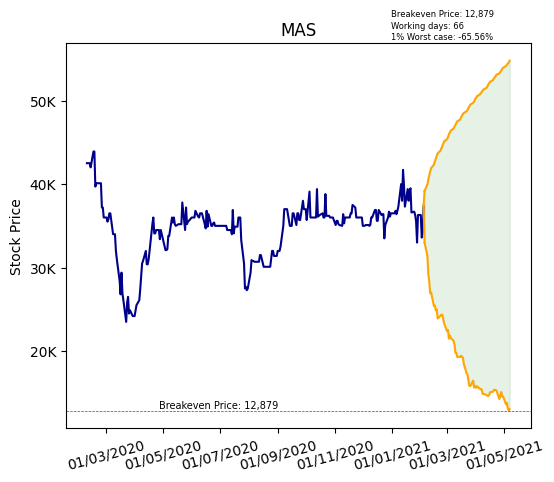 Breakeven Price: 12,879
Working days: 66
1% Worst case: -65.56%
MAS
Stock Price
50K
40K
30K
20K
Breakeven Price: 12,879
01/03/2020
01/05/2020
01/07/2020
01/09/2020
01/11/2020
01/01/2021
01/03/2021
01/05/2021